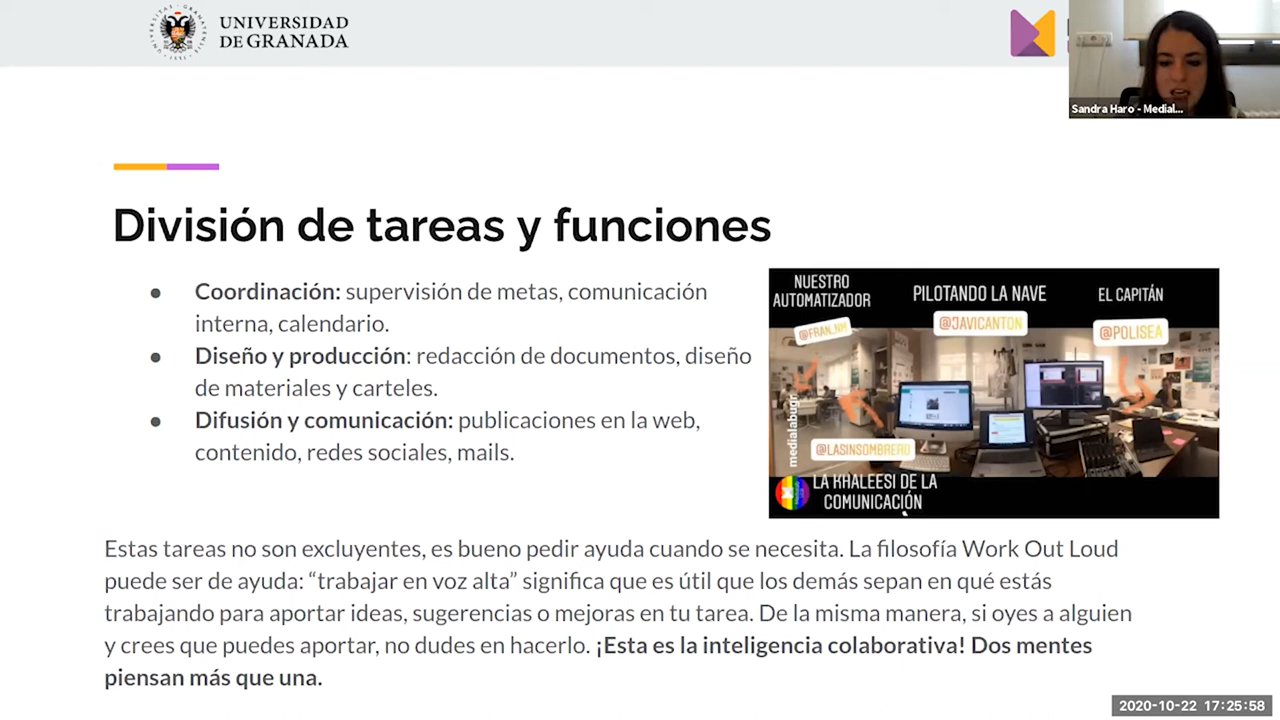 UNIVERSIDAD
DE GRANADA
Sandra Haro - Medial...
División de tareas y funciones
● Coordinación: supervisión de metas, comunicación
interna, calendario.
● Diseño y producción: redacción de documentos, diseño
de materiales y carteles.
● Difusión y comunicación: publicaciones en la web,
contenido, redes sociales, mails.
NUESTRO
AUTOMATIZADOR
@FRAN_NM
PILOTANDO LA NAVE
@JAVICANTON
EL CAPITÁN
@POLISEA
medialabugr
@LASINSOMBRERO
LA KHALEESI DE LA
COMUNICACIÓN
Estas tareas no son excluyentes, es bueno pedir ayuda cuando se necesita. La filosofía Work Out Loud
puede ser de ayuda: “trabajar en voz alta” significa que es útil que los demás sepan en qué estás
trabajando para aportar ideas, sugerencias o mejoras en tu tarea. De la misma manera, si oyes a alguien
y crees que puedes aportar, no dudes en hacerlo. ¡Esta es la inteligencia colaborativa! Dos mentes
piensan más que una.
2020-10-22 17:25:58